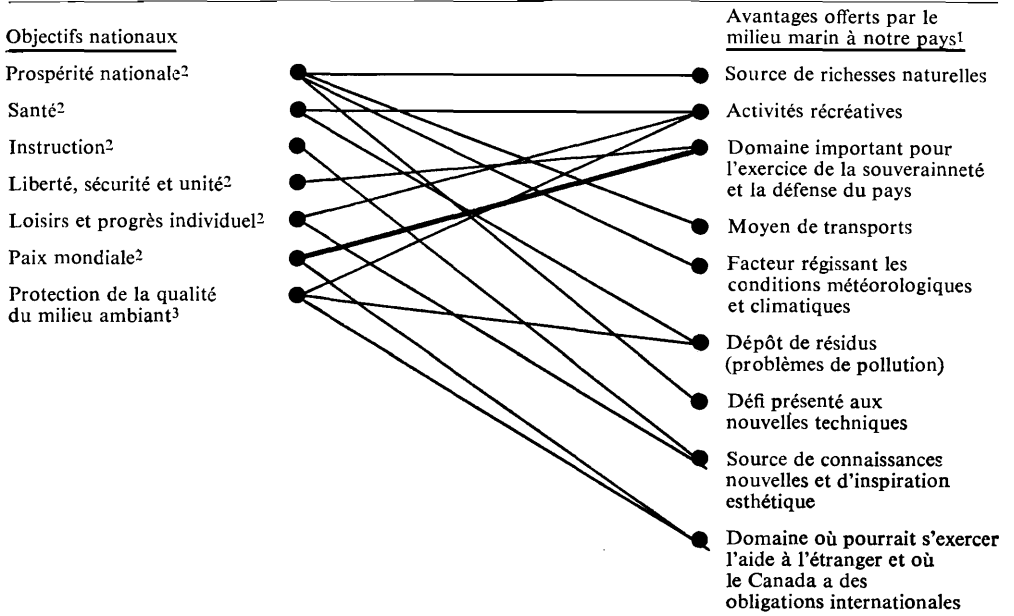 Objectifs nationaux
Prospérité nationale²
Santé²
Instruction²
Liberté, sécurité et unité²
Loisirs et progrès individuel²
Paix mondiale²
Protection de la qualité
du milieu ambiant³
Avantages offerts par le
milieu marin à notre pays¹
Source de richesses naturelles
Activités récréatives
Domaine important pour
l'exercice de la souverainneté
et la défense du pays
Moyen de transports
Facteur régissant les
conditions météorologiques
et climatiques
Dépôt de résidus
(problèmes de pollution)
Défi présenté aux
nouvelles techniques
Source de connaissances
nouvelles et d'inspiration
esthétique
Domaine où pourrait s'exercer
l'aide à l'étranger et où
le Canada a des
obligations internationales